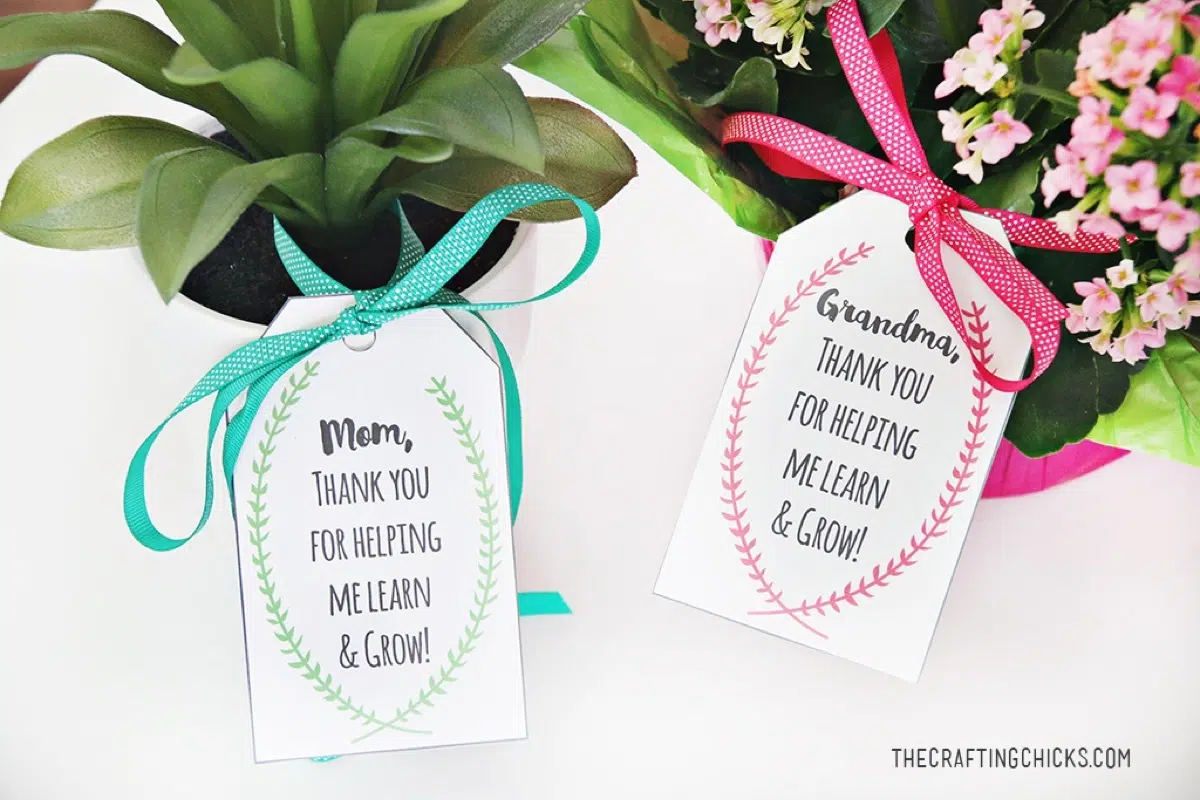 Mom,
Thank you
for helping
me learn
& Grow!
Grandma,
Thank you
for helping
me learn
& Grow!
THECRAFTINGCHICKS.COM